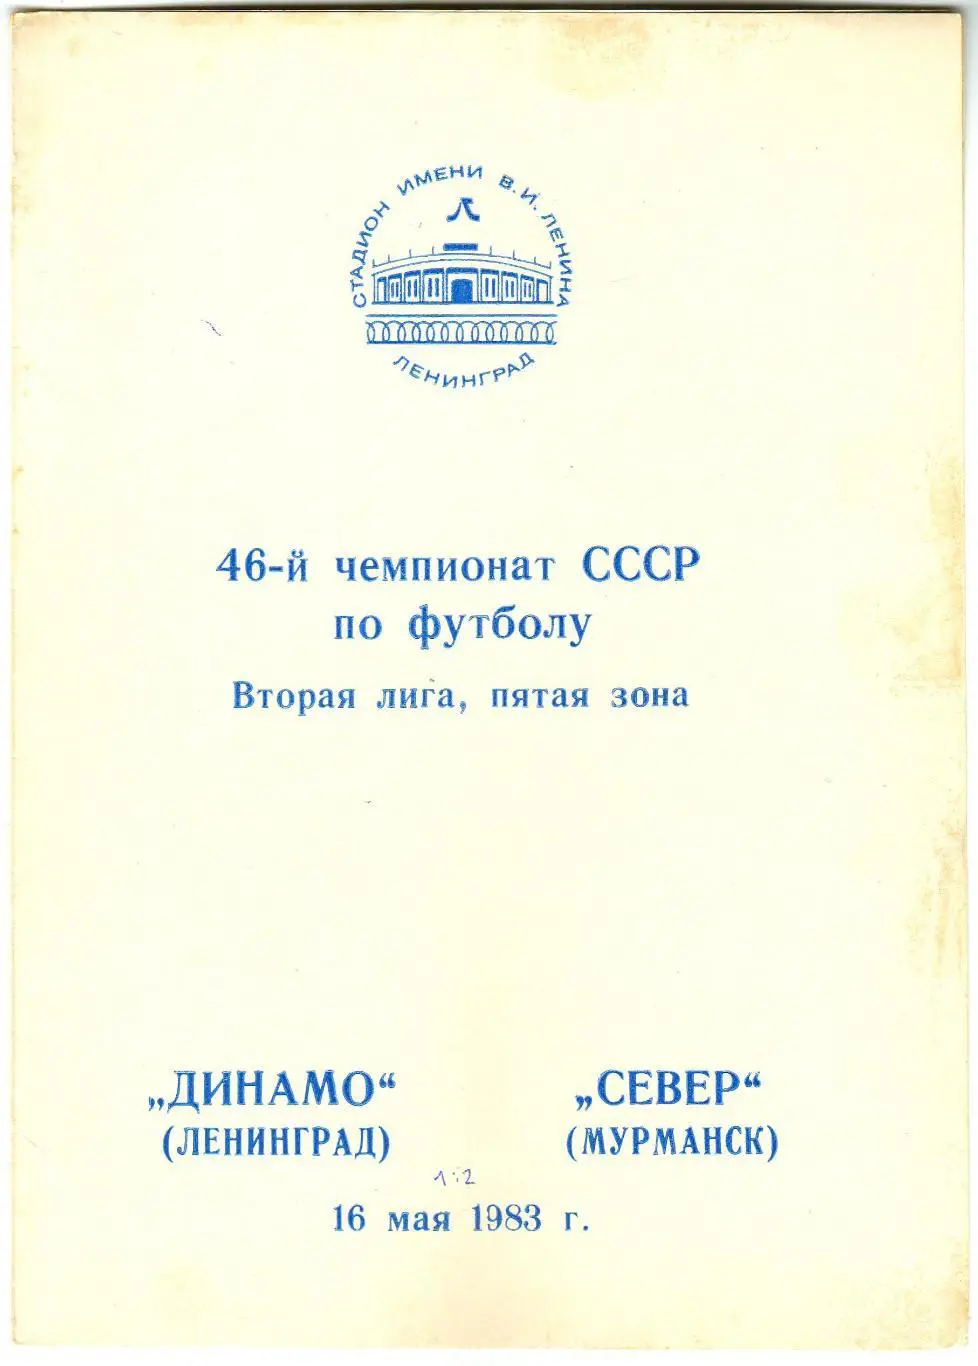 СТАДИОН ИМЕНИ В.И. ЛЕНИНА
Л
ЛЕНИНГРАД
46-й чемпионат СССР
по футболу
Вторая лига, пятая зона
„ДИНАМО“
(ЛЕНИНГРАД)
„СЕВЕР“
(МУРМАНСК)
1:2
16 мая 1983 г.